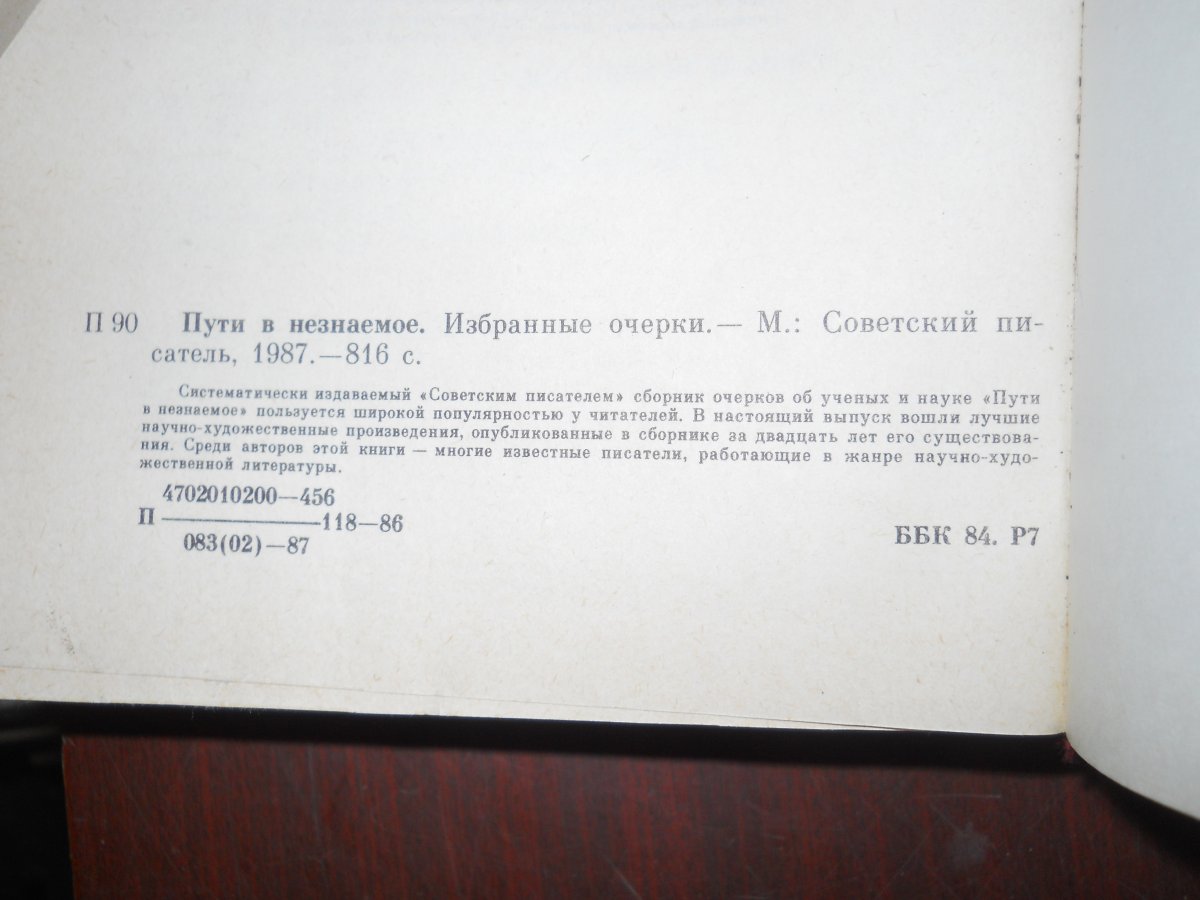 П 90 Пути в незнаемое. Избранные очерки.— М.: Советский пи-
сатель, 1987.—816 с.
Систематически издаваемый «Советским писателем» сборник очерков об ученых и науке «Пути
в незнаемое» пользуется широкой популярностью у читателей. В настоящий выпуск вошли лучшие
научно-художественные произведения, опубликованные в сборнике за двадцать лет его существова-
ния. Среди авторов этой книги — многие известные писатели, работающие в жанре научно-худо-
жественной литературы.
4702010200—456
П ———————118—86
083(02)—87
ББК 84. Р7